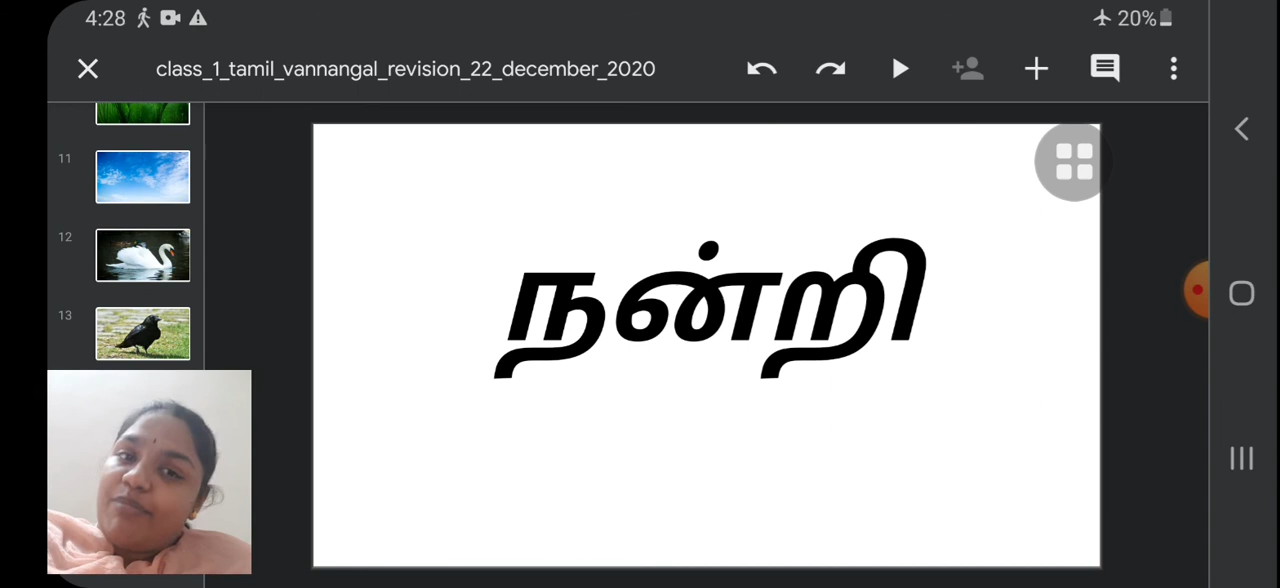 4:28 20%
class_1_tamil_vannangal_revision_22_december_2020
11
12
13
நன்றி